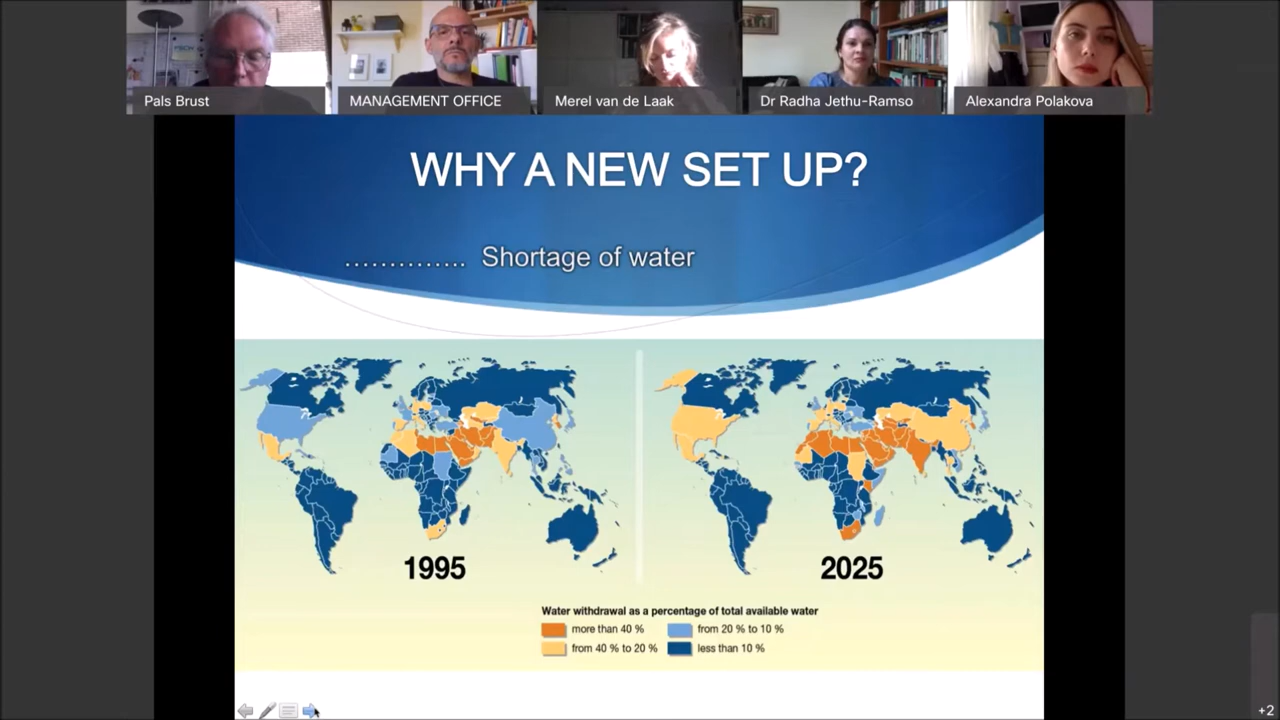 Pals Brust
MANAGEMENT OFFICE
Merel van de Laak
Dr Radha Jethu-Ramso
Alexandra Polakova
WHY A NEW SET UP?
.............. Shortage of water
1995
2025
Water withdrawal as a percentage of total available water
more than 40 %
from 20 % to 10 %
from 40 % to 20 %
less than 10 %
+2